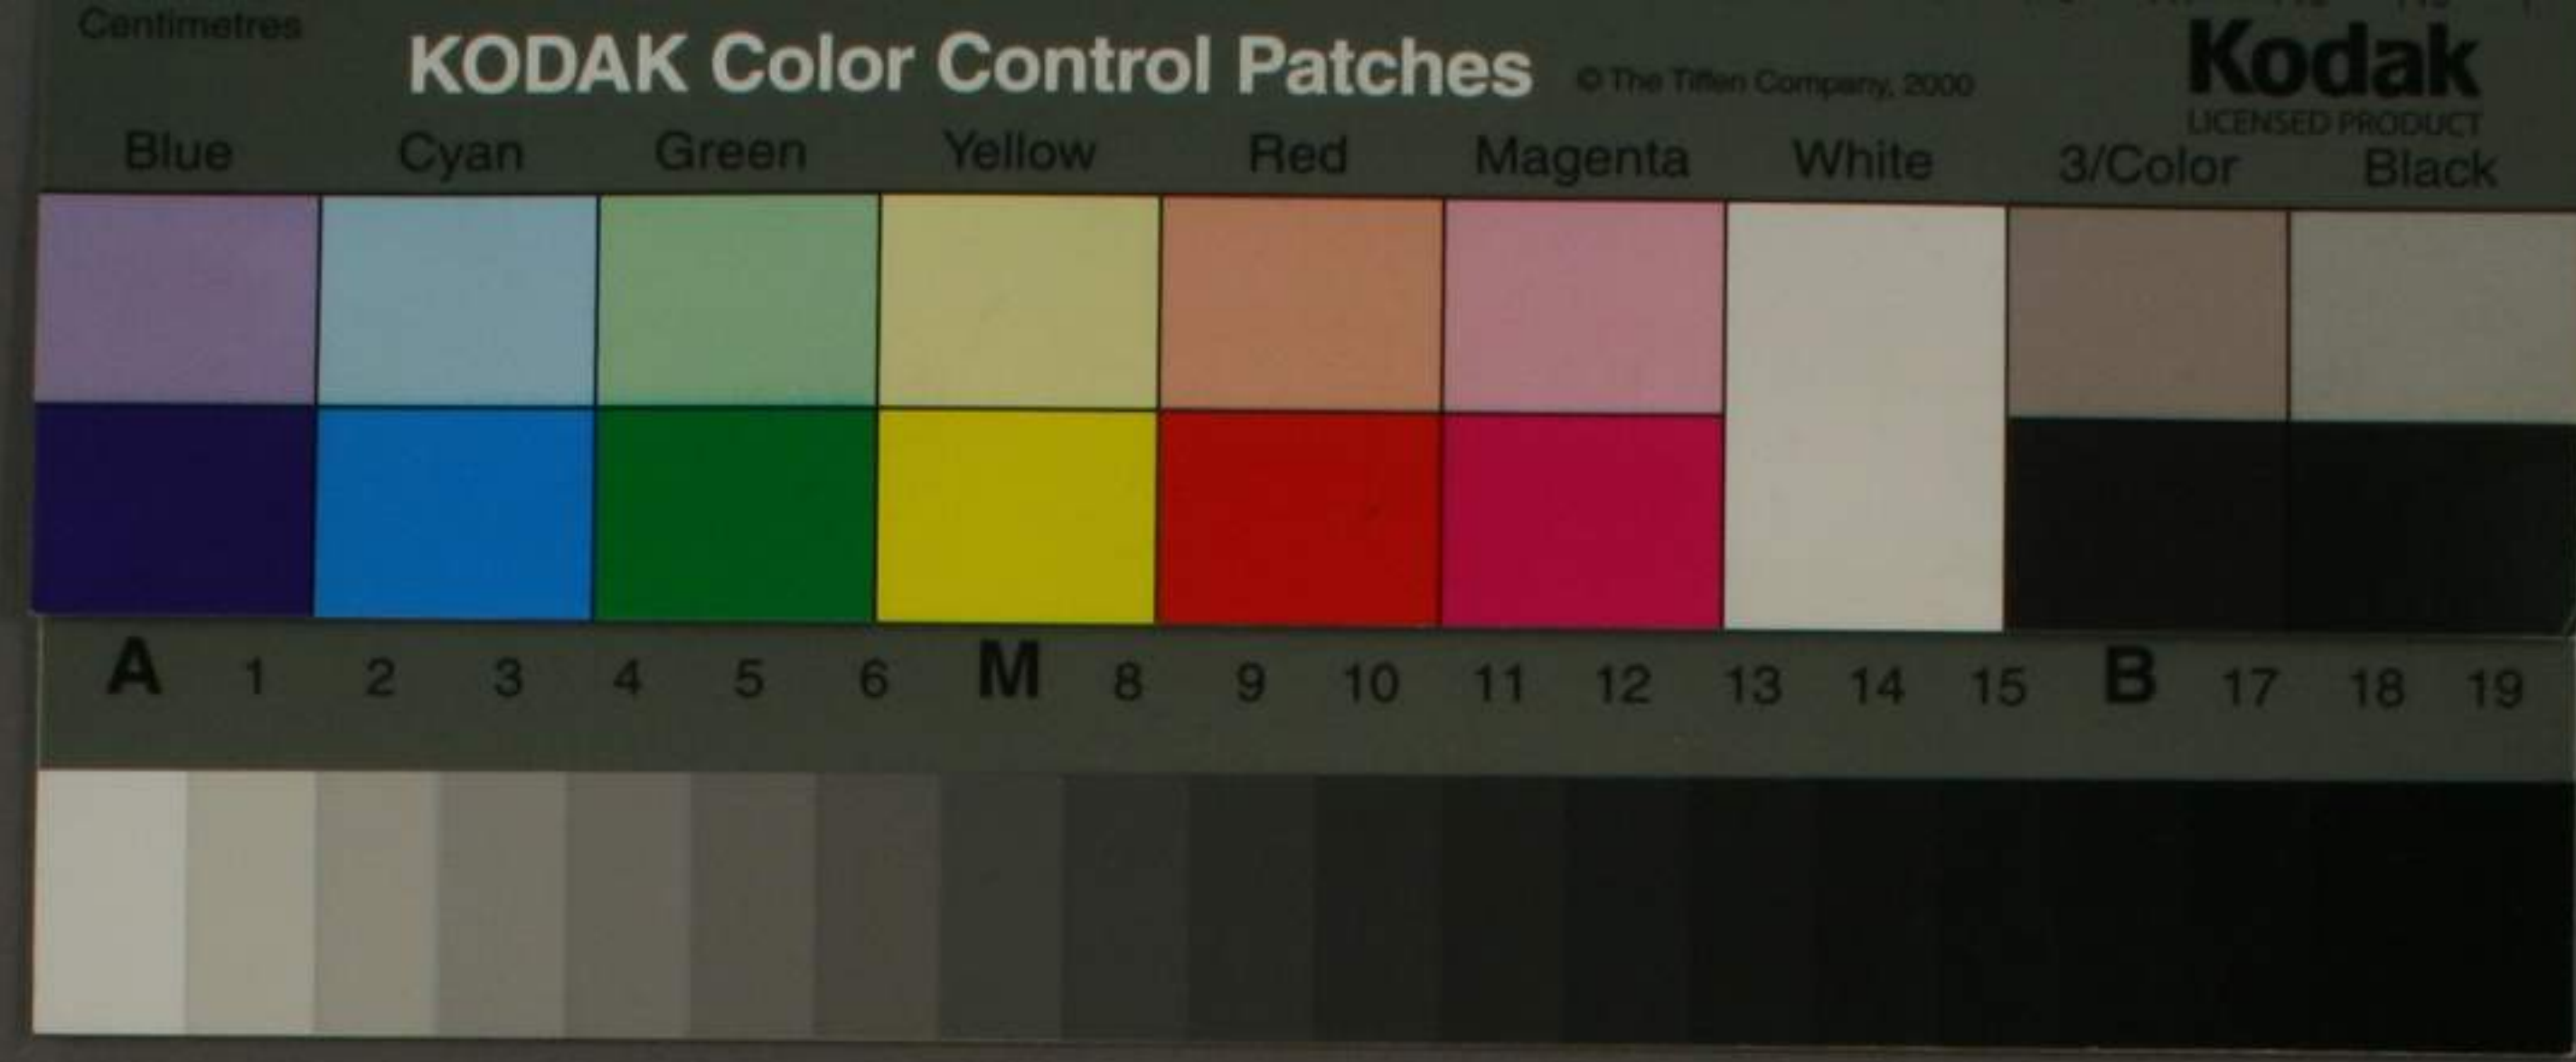 Centimetres
KODAK Color Control Patches © The Tiffen Company, 2000
Kodak
LICENSED PRODUCT
Blue Cyan Green Yellow Red Magenta White 3/Color Black
A 1 2 3 4 5 6 M 8 9 10 11 12 13 14 15 B 17 18 19